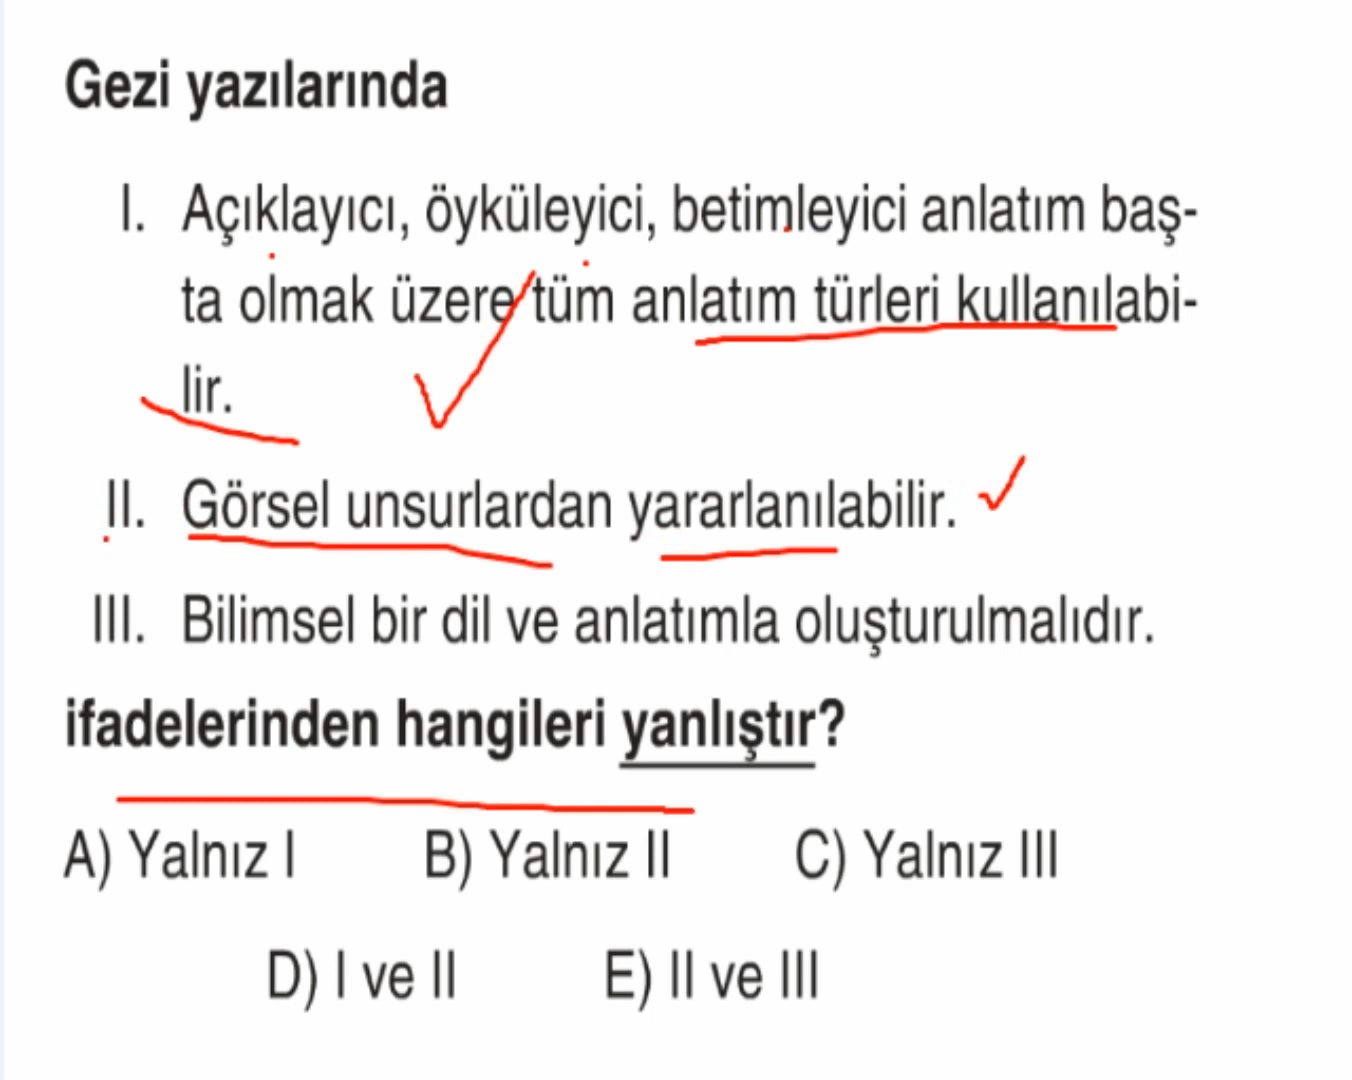 Gezi yazılarında
I. Açıklayıcı, öyküleyici, betimleyici anlatım baş-
ta olmak üzere tüm anlatım türleri kullanılabi-
lir.
II. Görsel unsurlardan yararlanılabilir.
III. Bilimsel bir dil ve anlatımla oluşturulmalıdır.
ifadelerinden hangileri yanlıştır?
A) Yalnız I B) Yalnız II C) Yalnız III
D) I ve II E) II ve III